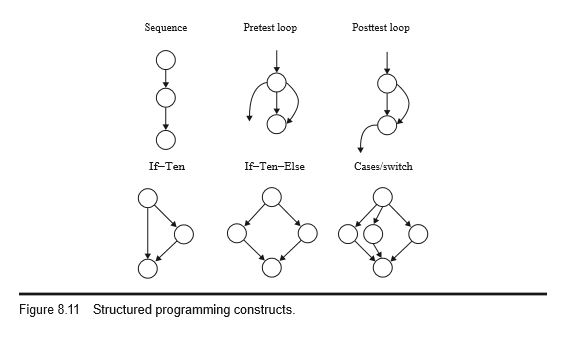 Sequence Pretest loop Posttest loop
If–Ten If–Ten–Else Cases/switch
Figure 8.11 Structured programming constructs.